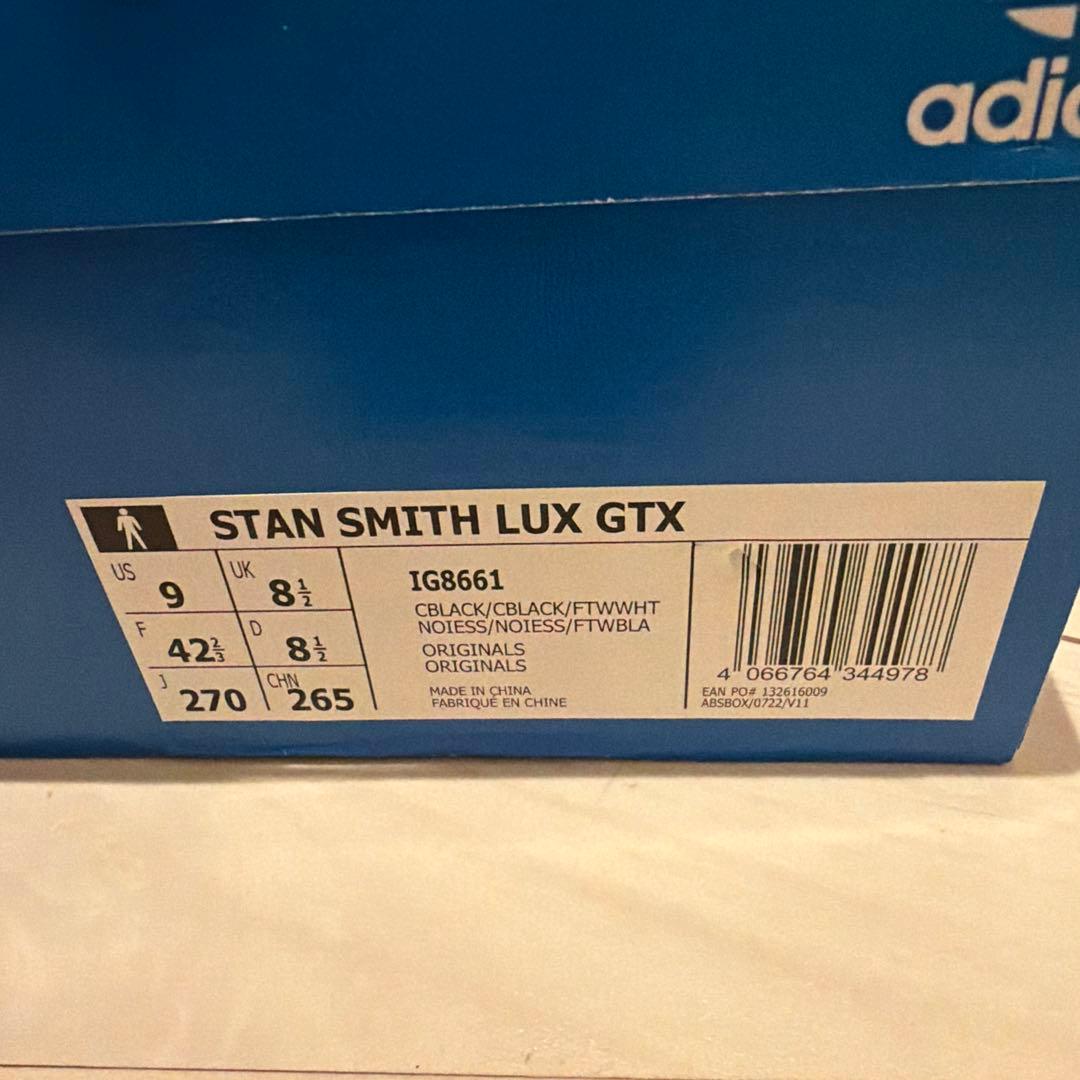 adid
STAN SMITH LUX GTX
US 9 UK 8½
F 42⅔ D 8½
J 270 CHN 265
IG8661
CBLACK/CBLACK/FTWWHT
NOIESS/NOIESS/FTWBLA
ORIGINALS
ORIGINALS
MADE IN CHINA
FABRIQUÉ EN CHINE
4 066764 344978
EAN PO# 132616009
ABSBOX/0722/V11